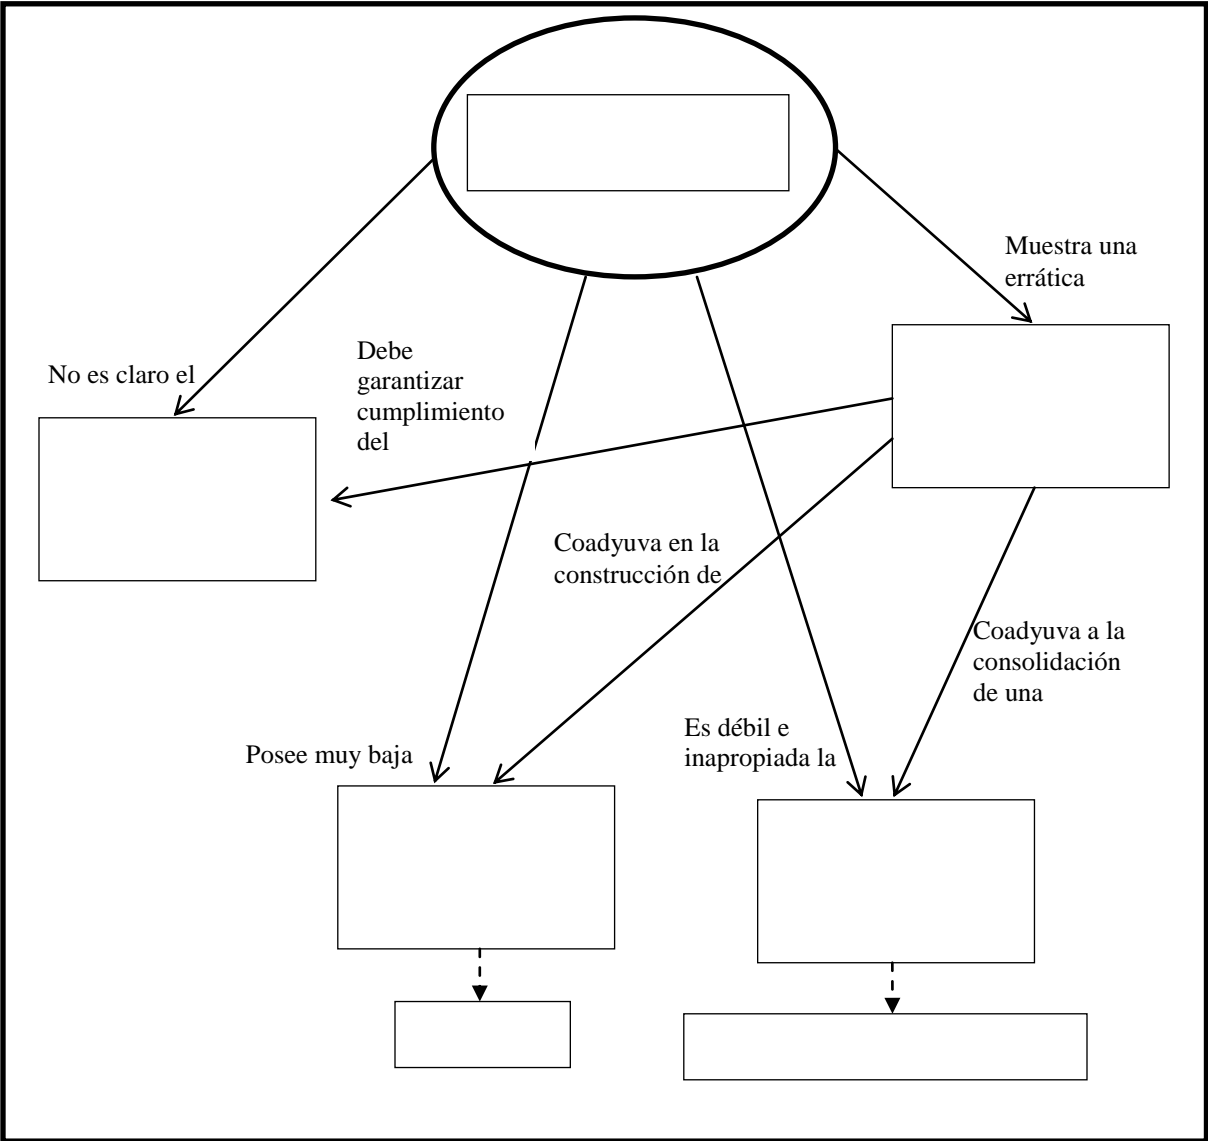 Muestra una
errática
No es claro el
Debe
garantizar
cumplimiento
del
Coadyuva en la
construcción de
Coadyuva a la
consolidación
de una
Posee muy baja
Es débil e
inapropiada la